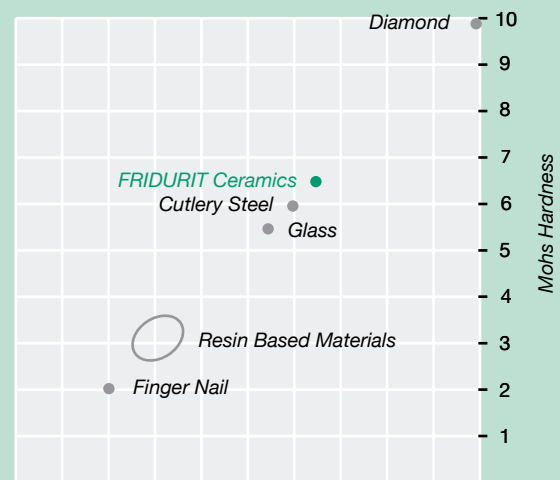 Diamond
10
9
8
7
FRIDURIT Ceramics
6
Cutlery Steel
Glass
5
4
Resin Based Materials
3
Finger Nail
2
1
Mohs Hardness